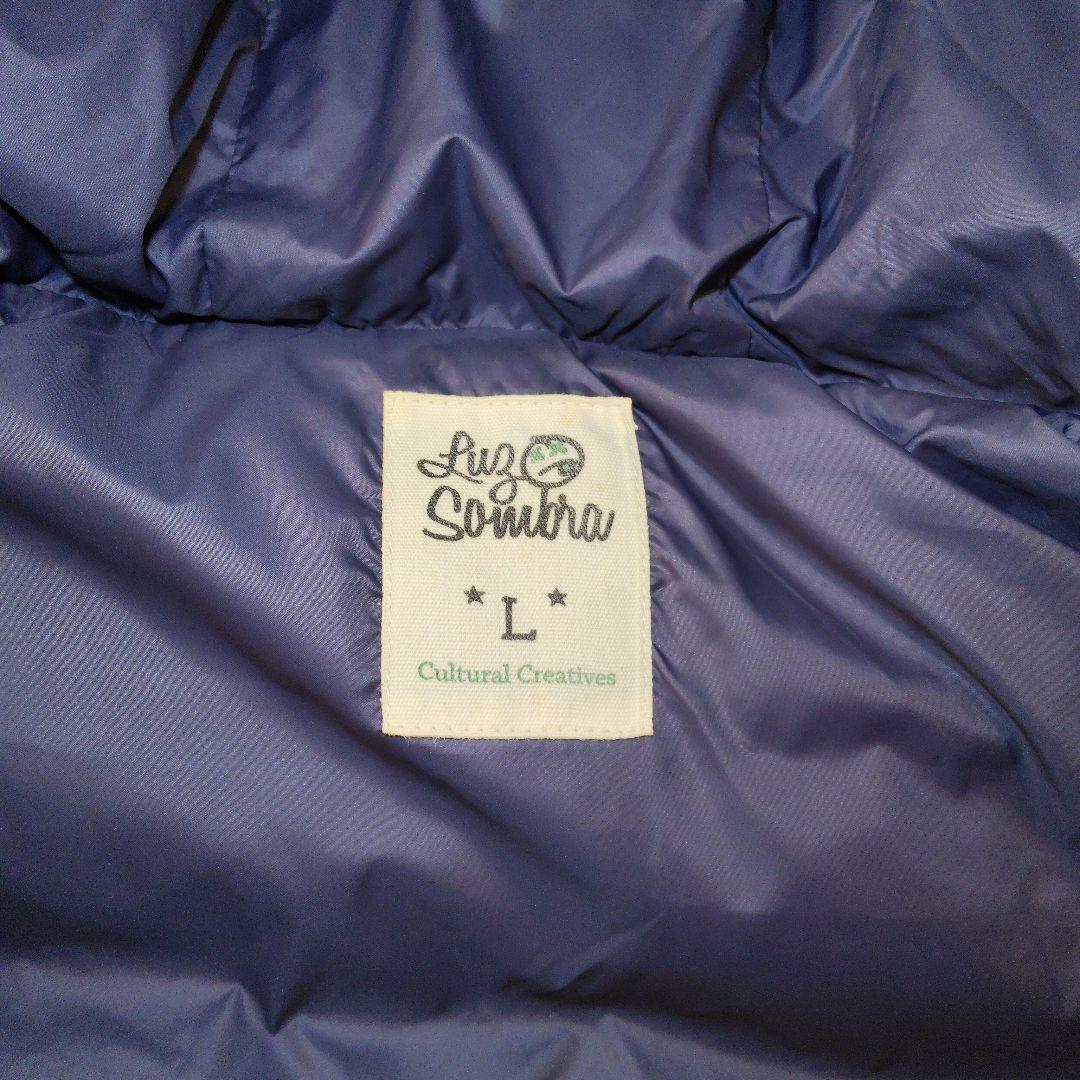 Luz
Sombra
★ L ★
Cultural Creatives